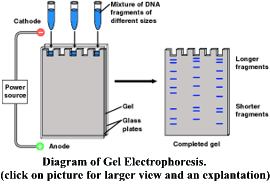 Mixture of DNA
fragments of
different sizes
Cathode
Power
source
Longer
fragments
Gel
Glass
plates
Shorter
fragments
Anode
Completed gel
Diagram of Gel Electrophoresis.
(click on picture for larger view and an explantation)